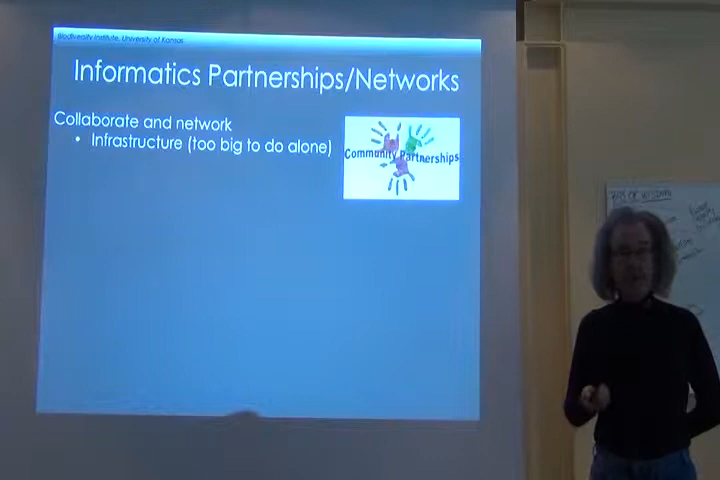 Biodiversity Institute, University of Kansas
Informatics Partnerships/Networks
Collaborate and network
• Infrastructure (too big to do alone)
Community Partnerships